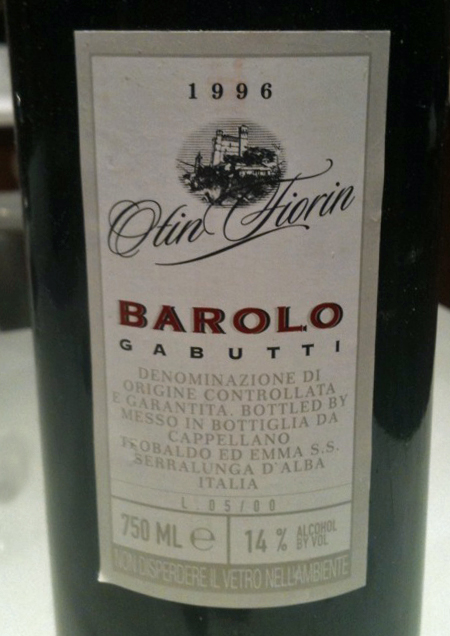 1996
Otin Fiorin
BAROLO
GABUTTI
DENOMINAZIONE DI
ORIGINE CONTROLLATA
E GARANTITA. BOTTLED BY
MESSO IN BOTTIGLIA DA
CAPPELLANO
TEOBALDO ED EMMA S.S.
SERRALUNGA D'ALBA
ITALIA
L. 05/00
750 ML e
14 % ALCOHOL
BY VOL
NON DISPERDERE IL VETRO NELL'AMBIENTE